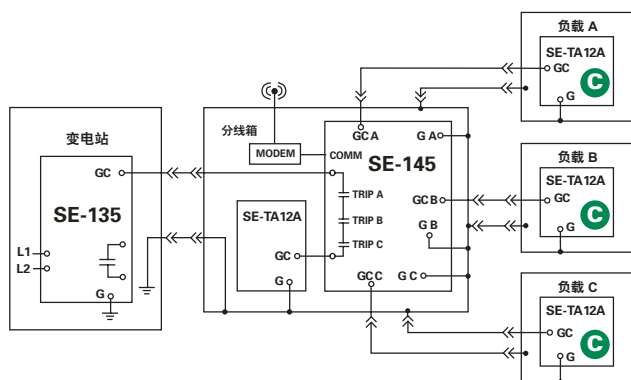 变电站
GC
SE-135
L1
L2
G
分线箱
MODEM
COMM
SE-TA12A
GC
G
GC A
G A
SE-145
TRIP A
TRIP B
TRIP C
GC B
G B
GC C
G C
负载 A
SE-TA12A
GC
C
G
负载 B
SE-TA12A
GC
C
G
负载 C
SE-TA12A
GC
C
G